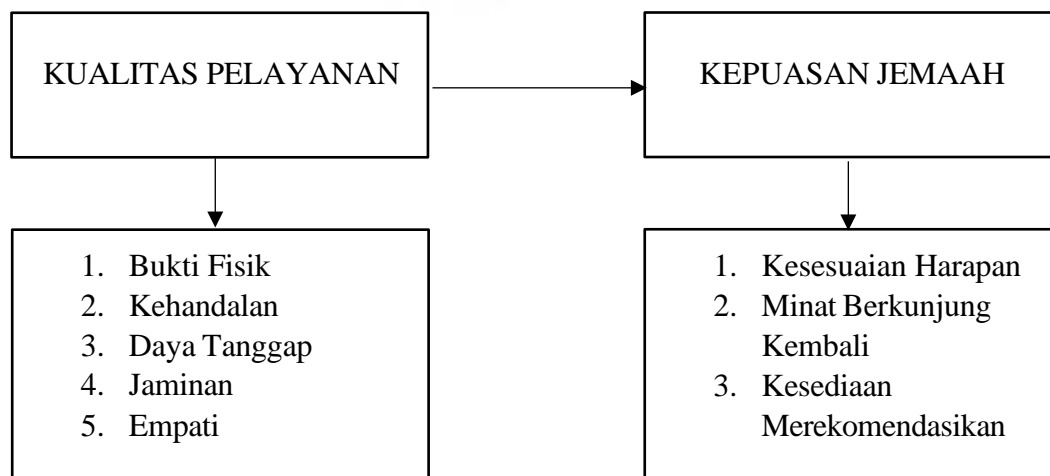 KUALITAS PELAYANAN
KEPUASAN JEMAAH
1. Bukti Fisik
2. Kehandalan
3. Daya Tanggap
4. Jaminan
5. Empati
1. Kesesuaian Harapan
2. Minat Berkunjung
Kembali
3. Kesediaan
Merekomendasikan